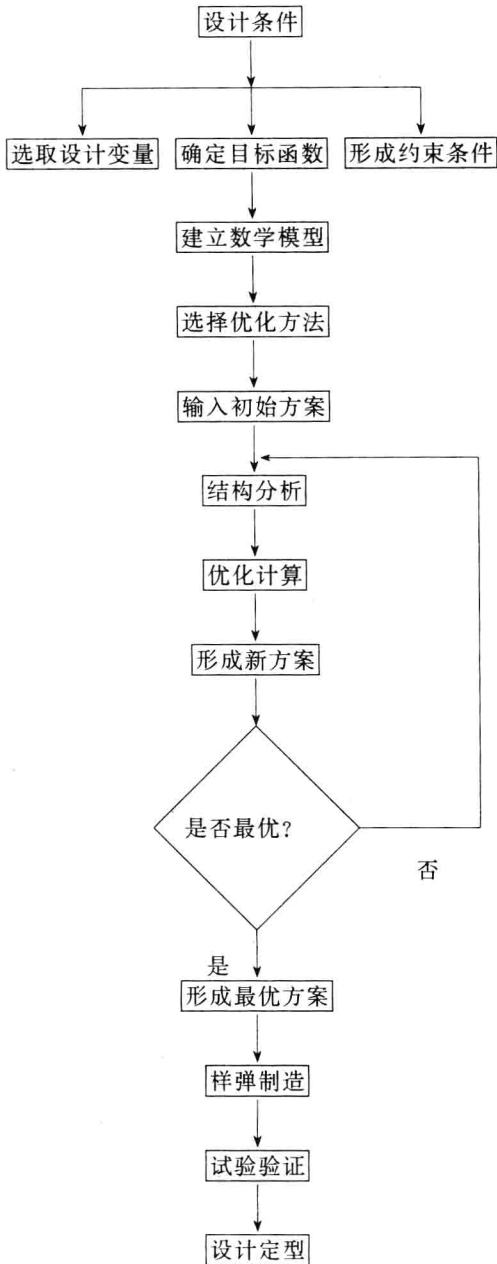 设计条件
选取设计变量
确定目标函数
形成约束条件
建立数学模型
选择优化方法
输入初始方案
结构分析
优化计算
形成新方案
是否最优?
否
是
形成最优方案
样弹制造
试验验证
设计定型